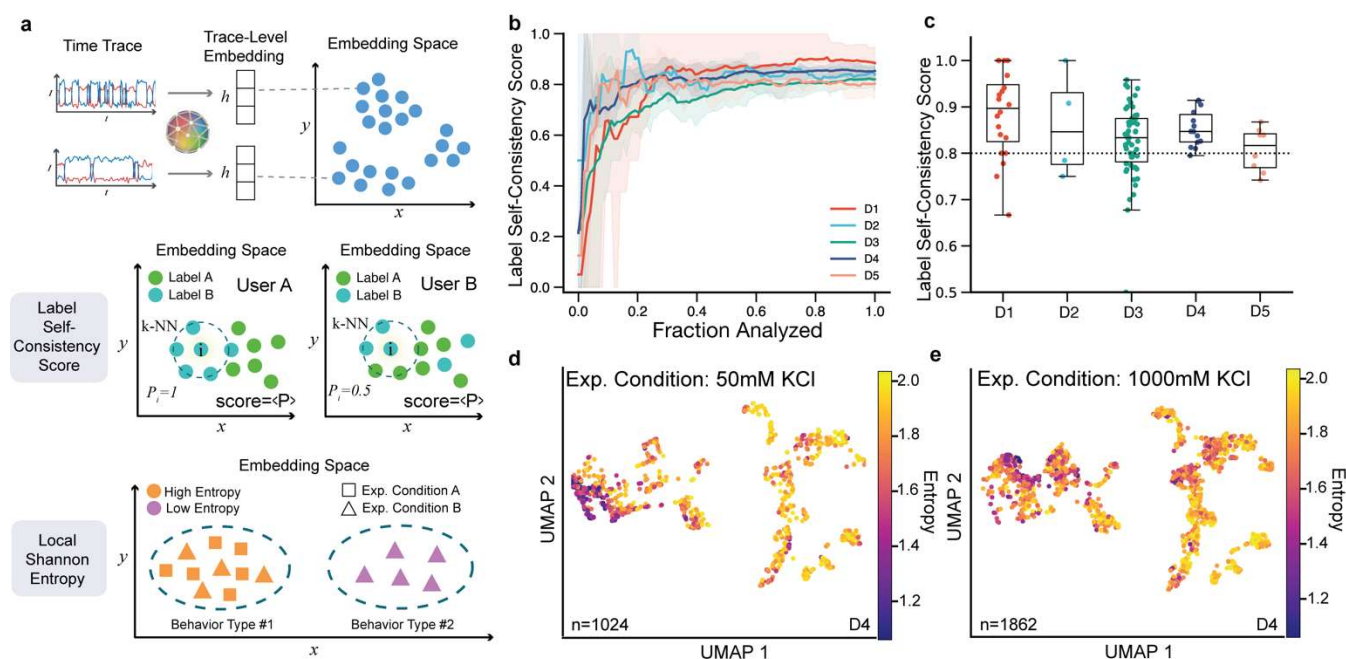 a
Time Trace
Trace-Level
Embedding
Embedding Space
I
t
h
y
I
t
h
x
Label
Self-
Consistency
Score
Embedding Space
Label A
Label B
User A
k-NN
i
y
P_i=1
score=⟨P⟩
x
Embedding Space
Label A
Label B
User B
k-NN
i
y
P_i=0.5
score=⟨P⟩
x
Local
Shannon
Entropy
Embedding Space
High Entropy
Low Entropy
Exp. Condition A
Exp. Condition B
y
Behavior Type #1
Behavior Type #2
x
b
Label Self-Consistency Score
1.0
0.8
0.6
0.4
0.2
0.0
D1
D2
D3
D4
D5
0.0 0.2 0.4 0.6 0.8 1.0
Fraction Analyzed
c
Label Self-Consistency Score
1.0
0.9
0.8
0.7
0.6
0.5
D1 D2 D3 D4 D5
d
Exp. Condition: 50mM KCl
UMAP 2
n=1024
D4
UMAP 1
2.0
1.8
1.6
1.4
1.2
Entropy
e
Exp. Condition: 1000mM KCl
UMAP 2
n=1862
D4
UMAP 1
2.0
1.8
1.6
1.4
1.2
Entropy